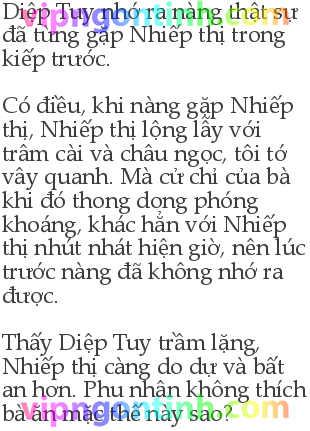 Diệp Tuy nhớ ra nàng thật sự
đã từng gặp Nhiếp thị trong
kiếp trước.
Có điều, khi nàng gặp Nhiếp
thị, Nhiếp thị lộng lẫy với
trâm cài và châu ngọc, tôi tớ
vây quanh. Mà cử chỉ của bà
khi đó thong dong phóng
khoáng, khác hẳn với Nhiếp
thị nhút nhát hiện giờ, nên lúc
trước nàng đã không nhớ ra
được.
Thấy Diệp Tuy trầm lặng,
Nhiếp thị càng do dự và bất
an hơn. Phu nhân không thích
bà ăn mặc thế này sao?
vipngontinh.com
vipngontinh.com